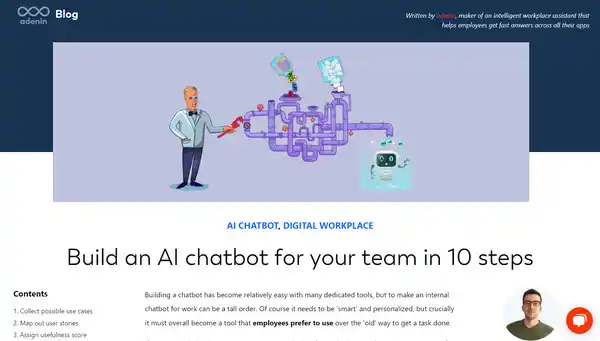 adenin
Blog
Written by adenin, maker of an intelligent workplace assistant that
helps employees get fast answers across all their apps
AI CHATBOT, DIGITAL WORKPLACE
Build an AI chatbot for your team in 10 steps
Contents
1. Collect possible use cases
2. Map out user stories
3. Assign usefulness score
Building a chatbot has become relatively easy with many dedicated tools, but to make an internal
chatbot for work can be a tall order. Of course it needs to be 'smart' and personalized, but crucially
it must overall become a tool that employees prefer to use over the 'old' way to get a task done.